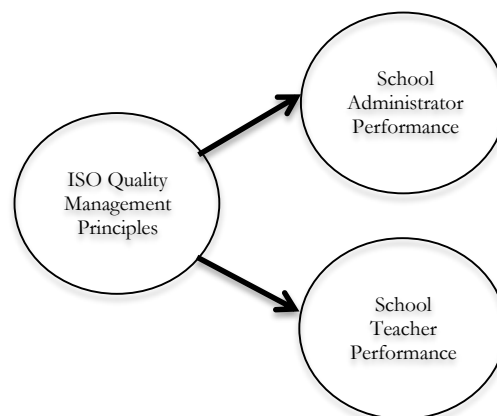 School
Administrator
Performance
ISO Quality
Management
Principles
School
Teacher
Performance